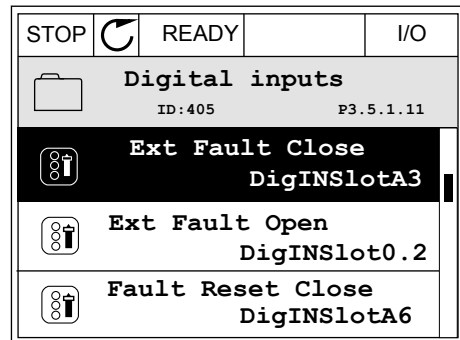 STOP READY I/O
Digital inputs
ID:405 P3.5.1.11
Ext Fault Close
DigINSlotA3
Ext Fault Open
DigINSlot0.2
Fault Reset Close
DigINSlotA6